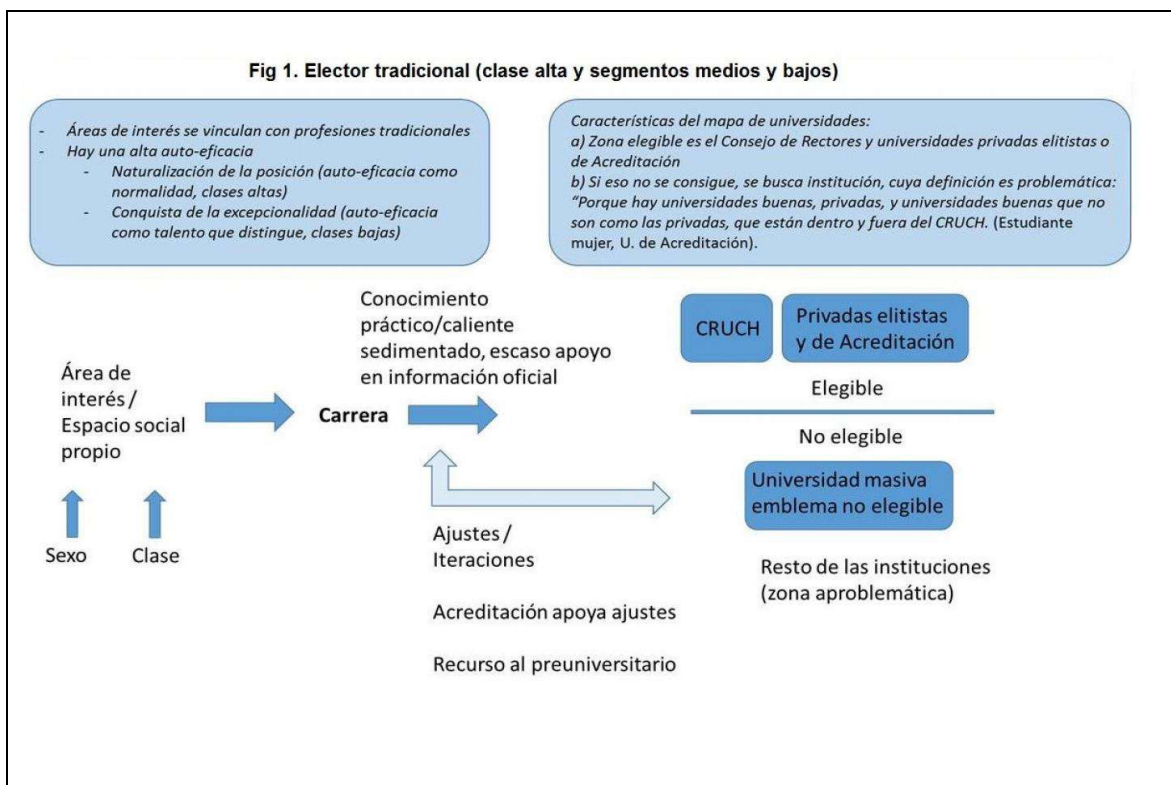 Fig 1. Elector tradicional (clase alta y segmentos medios y bajos)
- Áreas de interés se vinculan con profesiones tradicionales
- Hay una alta auto-eficacia
- Naturalización de la posición (auto-eficacia como
normalidad, clases altas)
- Conquista de la excepcionalidad (auto-eficacia
como talento que distingue, clases bajas)
Características del mapa de universidades:
a) Zona elegible es el Consejo de Rectores y universidades privadas elitistas o
de Acreditación
b) Si eso no se consigue, se busca institución, cuya definición es problemática:
"Porque hay universidades buenas, privadas, y universidades buenas que no
son como las privadas, que están dentro y fuera del CRUCH. (Estudiante
mujer, U. de Acreditación).
Área de
interés /
Espacio social
propio
Sexo
Clase
Carrera
Conocimiento
práctico/caliente
sedimentado, escaso apoyo
en información oficial
Ajustes /
Iteraciones
Acreditación apoya ajustes
Recurso al preuniversitario
CRUCH
Privadas elitistas
y de Acreditación
Elegible
No elegible
Universidad masiva
emblema no elegible
Resto de las instituciones
(zona aproblemática)